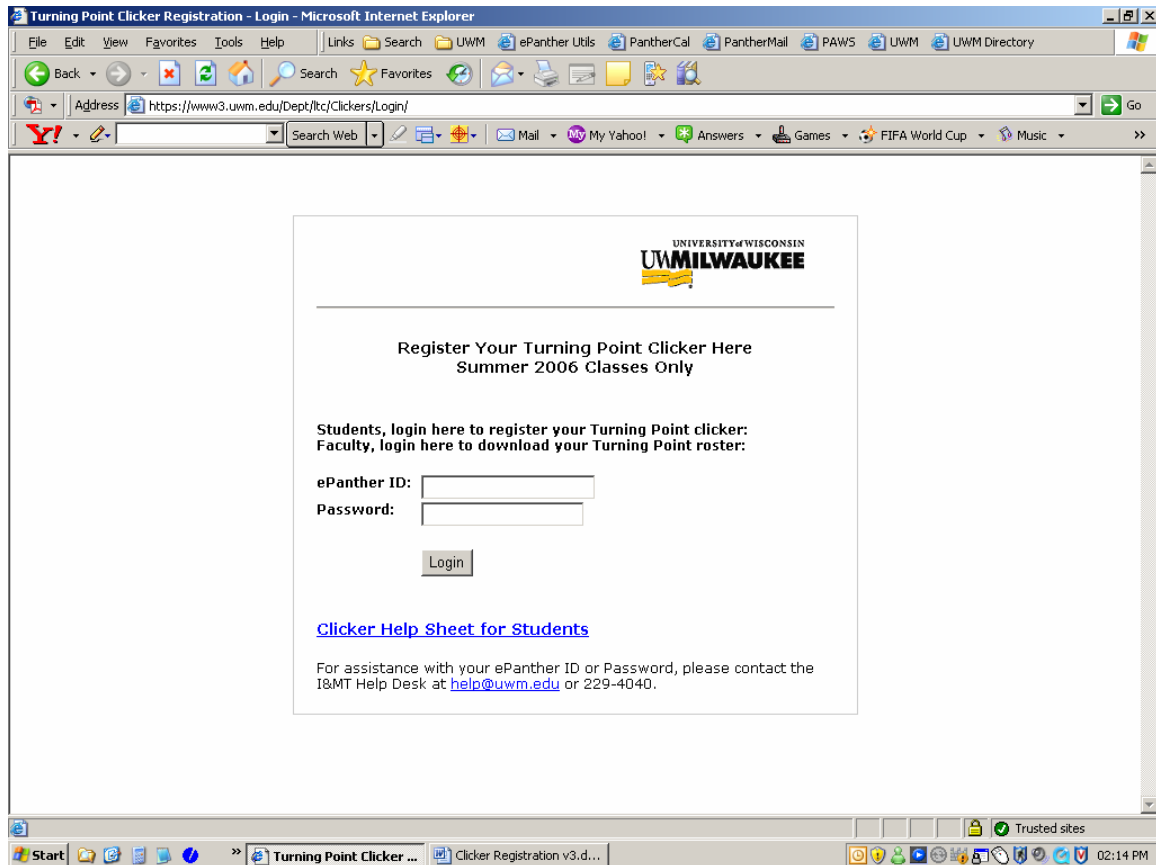 Turning Point Clicker Registration - Login - Microsoft Internet Explorer
File Edit View Favorites Tools Help Links Search UWM ePanther Utils PantherCal PantherMail PAWS UWM UWM Directory
Back Search Favorites
Address https://www3.uwm.edu/Dept/ltc/Clickers/Login/ Go
Y! Search Web Mail My My Yahoo! Answers Games FIFA World Cup Music »
UNIVERSITY of WISCONSIN
UWMILWAUKEE
Register Your Turning Point Clicker Here
Summer 2006 Classes Only
Students, login here to register your Turning Point clicker:
Faculty, login here to download your Turning Point roster:
ePanther ID:
Password:
Login
Clicker Help Sheet for Students
For assistance with your ePanther ID or Password, please contact the
I&MT Help Desk at help@uwm.edu or 229-4040.
Trusted sites
Start » Turning Point Clicker ... Clicker Registration v3.d... 02:14 PM